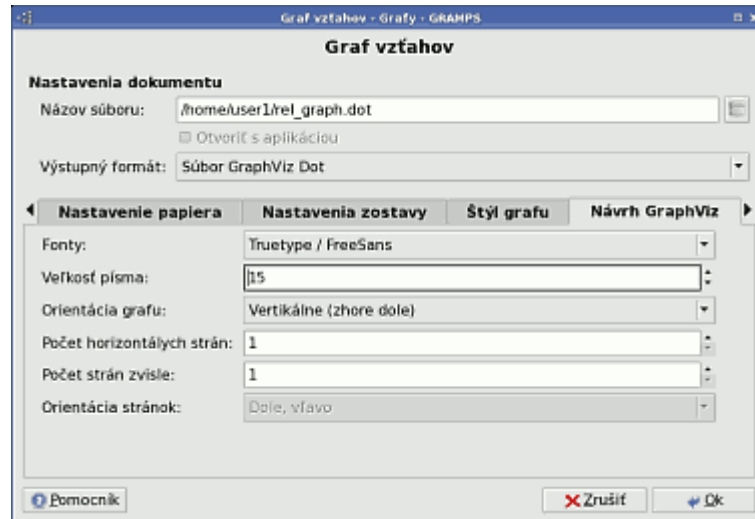 Graf vzťahov - Grafy - GRAMPS
Graf vzťahov
Nastavenia dokumentu
Názov súboru: /home/user1/rel_graph.dot
Otvoriť s aplikáciou
Výstupný formát: Súbor GraphViz Dot
Nastavenie papiera Nastavenia zostavy Štýl grafu Návrh GraphViz
Fonty: Truetype / FreeSans
Veľkosť písma: 15
Orientácia grafu: Vertikálne (zhore dole)
Počet horizontálych strán: 1
Počet strán zvisle: 1
Orientácia stránok: Dole, vľavo
Pomocník Zrušiť Ok